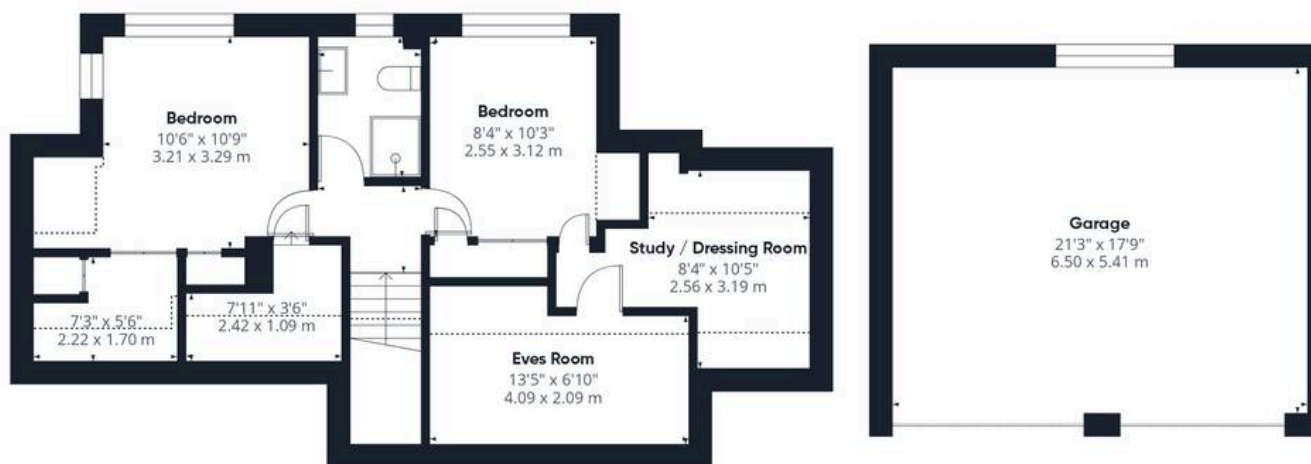 Bedroom
10'6" x 10'9"
3.21 x 3.29 m
Bedroom
8'4" x 10'3"
2.55 x 3.12 m
Garage
21'3" x 17'9"
6.50 x 5.41 m
Study / Dressing Room
8'4" x 10'5"
2.56 x 3.19 m
7'3" x 5'6"
2.22 x 1.70 m
7'11" x 3'6"
2.42 x 1.09 m
Eves Room
13'5" x 6'10"
4.09 x 2.09 m